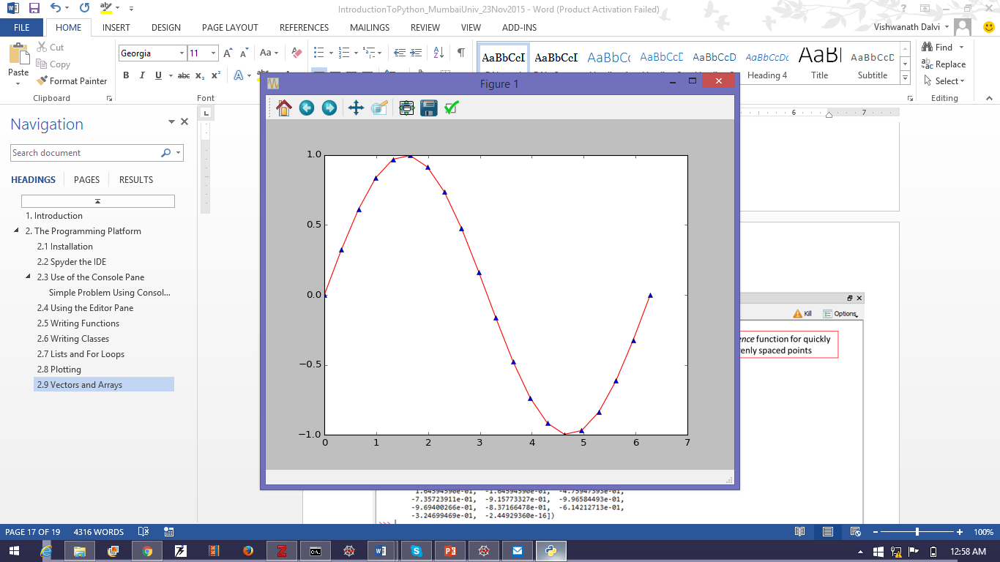 IntroductionToPython_MumbaiUniv_23Nov2015 - Word (Product Activation Failed)
FILE HOME INSERT DESIGN PAGE LAYOUT REFERENCES MAILINGS REVIEW VIEW ADD-INS Vishwanath Dalvi
Paste
Cut
Copy
Format Painter
Clipboard
Georgia 11
B I U abc x₂ x²
Font
AaBbCcI AaBbCcI AaBbCc AaBbCcD AaBbCcD AaBbCcDc AaBl AaBbCcD
Heading 4 Title Subtitle
Find
Replace
Select
Editing
Navigation
Search document
HEADINGS PAGES RESULTS
1. Introduction
2. The Programming Platform
2.1 Installation
2.2 Spyder the IDE
2.3 Use of the Console Pane
Simple Problem Using Consol...
2.4 Using the Editor Pane
2.5 Writing Functions
2.6 Writing Classes
2.7 Lists and For Loops
2.8 Plotting
2.9 Vectors and Arrays
6 7
Figure 1
1.0
0.5
0.0
−0.5
−1.0
0 1 2 3 4 5 6 7
Kill Options
ence function for quickly
enly spaced points
1.64594590e-01, -1.64594590e-01, -4.75947393e-01,
-7.35723911e-01, -9.15773327e-01, -9.96584493e-01,
-9.69400266e-01, -8.37166478e-01, -6.14212713e-01,
-3.24699469e-01, -2.44929360e-16])
>>>
PAGE 17 OF 19 4316 WORDS 100%
12:58 AM